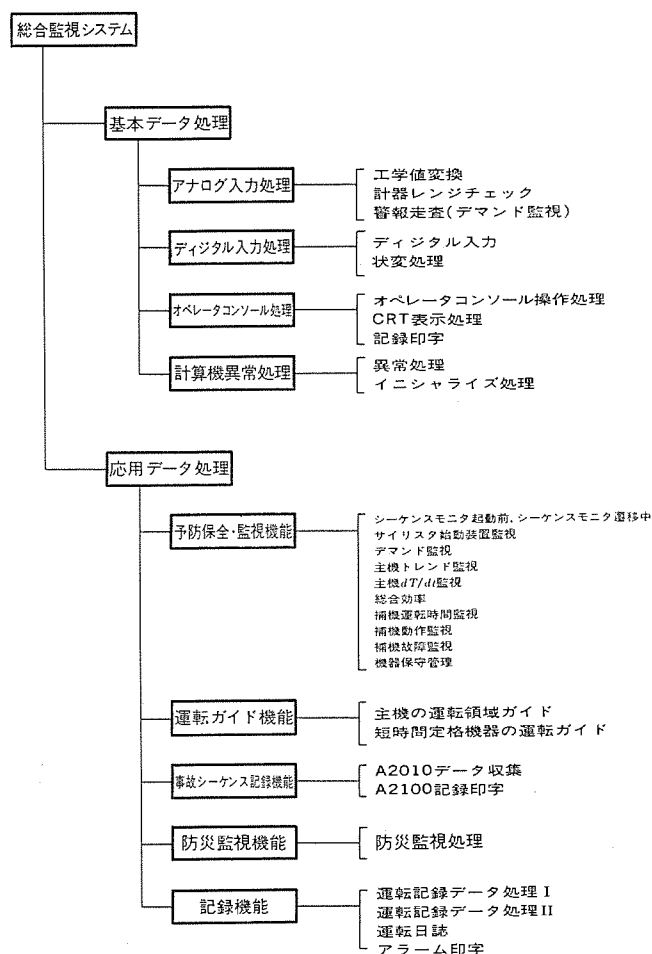 総合監視システム
基本データ処理
アナログ入力処理
工学値変換
計器レンジチェック
警報走査(デマンド監視)
ディジタル入力処理
ディジタル入力
状変処理
オペレータコンソール処理
オペレータコンソール操作処理
CRT表示処理
記録印字
計算機異常処理
異常処理
イニシャライズ処理
応用データ処理
予防保全・監視機能
シーケンスモニタ起動前,シーケンスモニタ遷移中
サイリスタ始動装置監視
デマンド監視
主機トレンド監視
主機dT/dt監視
総合効率
補機運転時間監視
補機動作監視
補機故障監視
機器保守管理
運転ガイド機能
主機の運転領域ガイド
短時間定格機器の運転ガイド
事故シーケンス記録機能
A2010データ収集
A2100記録印字
防災監視機能
防災監視処理
記録機能
運転記録データ処理I
運転記録データ処理II
運転日誌
アラーム印字